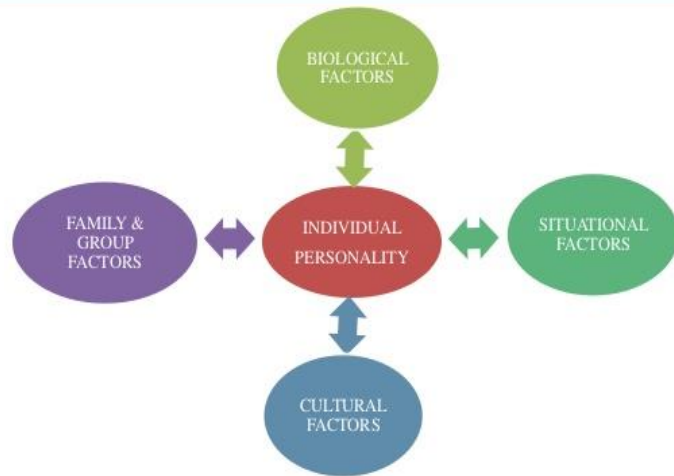 BIOLOGICAL
FACTORS
FAMILY &
GROUP
FACTORS
INDIVIDUAL
PERSONALITY
SITUATIONAL
FACTORS
CULTURAL
FACTORS